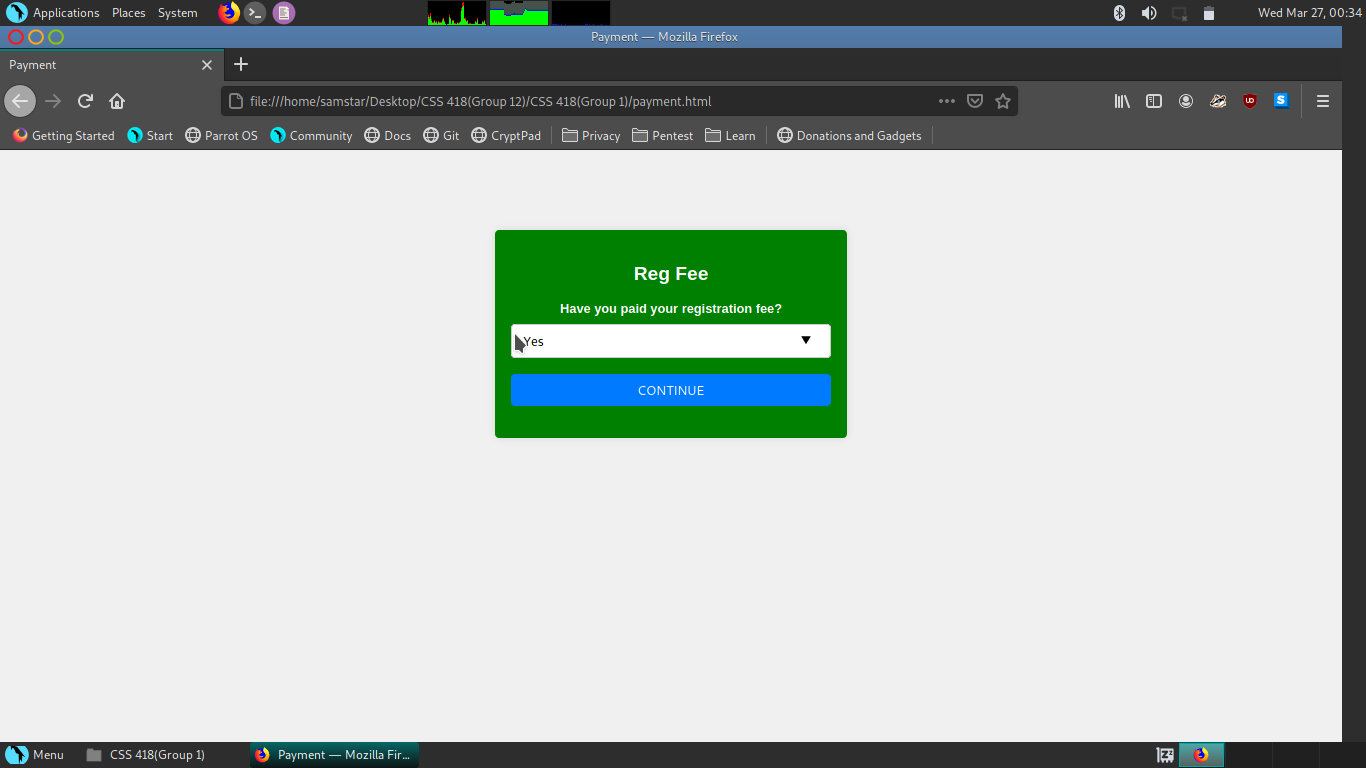 Applications Places System
Wed Mar 27, 00:34
Payment — Mozilla Firefox
Payment
file:///home/samstar/Desktop/CSS 418(Group 12)/CSS 418(Group 1)/payment.html
Getting Started Start Parrot OS Community Docs Git CryptPad Privacy Pentest Learn Donations and Gadgets
Reg Fee
Have you paid your registration fee?
Yes
CONTINUE
Menu CSS 418(Group 1) Payment — Mozilla Fir...